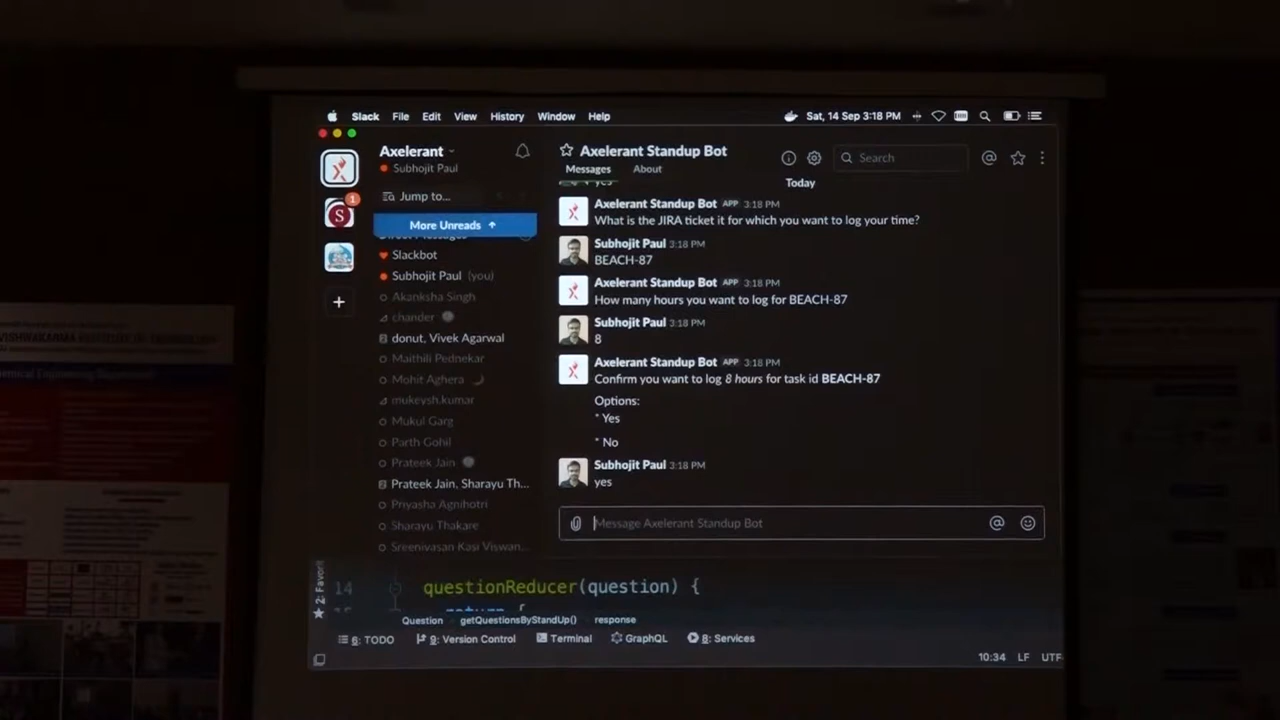 Slack File Edit View History Window Help
Sat, 14 Sep 3:18 PM
Axelerant
Subhojit Paul
Jump to...
More Unreads ↑
Direct Messages
Slackbot
Subhojit Paul (you)
Akanksha Singh
chander
donut, Vivek Agarwal
Maithili Pednekar
Mohit Aghera
mukeysh.kumar
Mukul Garg
Parth Gohil
Prateek Jain
Prateek Jain, Sharayu Th...
Priyasha Agnihotri
Sharayu Thakare
Sreenivasan Kasi Viswan...
1
S
Axelerant Standup Bot
Messages About
Search
yes
Today
Axelerant Standup Bot APP 3:18 PM
What is the JIRA ticket it for which you want to log your time?
Subhojit Paul 3:18 PM
BEACH-87
Axelerant Standup Bot APP 3:18 PM
How many hours you want to log for BEACH-87
Subhojit Paul 3:18 PM
8
Axelerant Standup Bot APP 3:18 PM
Confirm you want to log 8 hours for task id BEACH-87
Options:
* Yes
* No
Subhojit Paul 3:18 PM
yes
Message Axelerant Standup Bot
14 questionReducer(question) {
return {
Question getQuestionsByStandUp() response
6: TODO 9: Version Control Terminal GraphQL 8: Services
10:34 LF UTF-